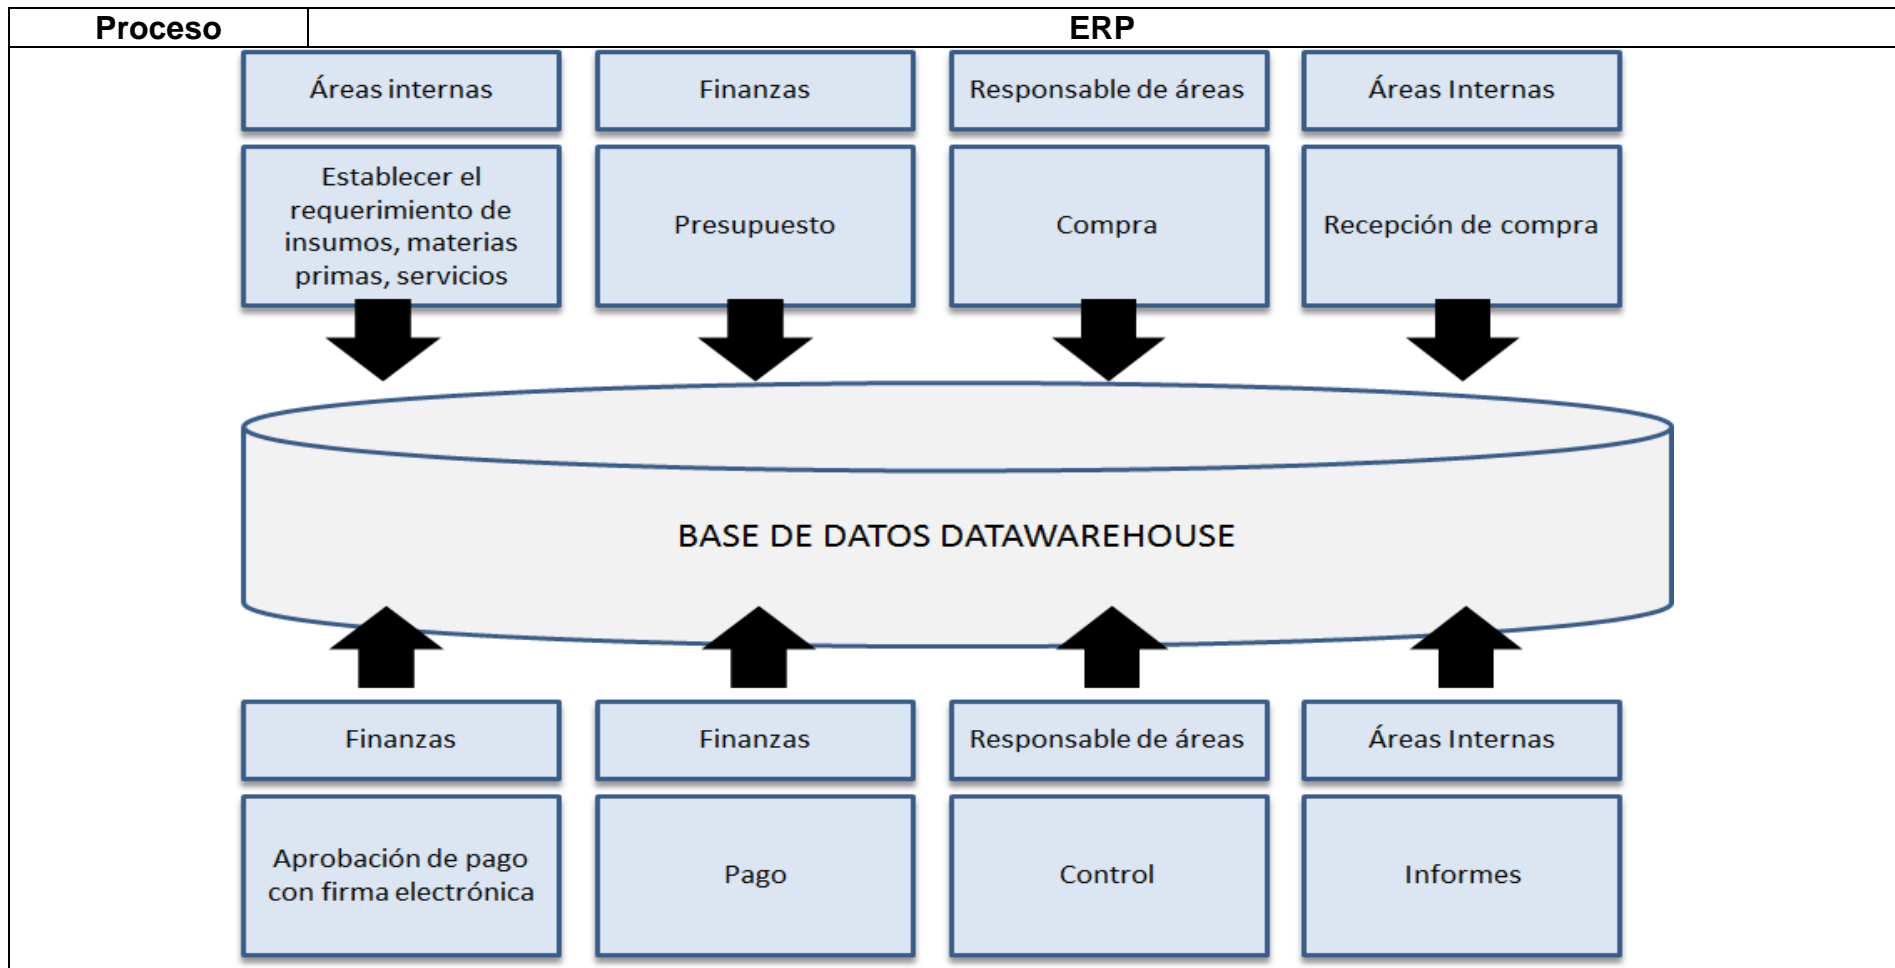 Proceso ERP
Áreas internas
Finanzas
Responsable de áreas
Áreas Internas
Establecer el
requerimiento de
insumos, materias
primas, servicios
Presupuesto
Compra
Recepción de compra
BASE DE DATOS DATAWAREHOUSE
Finanzas
Finanzas
Responsable de áreas
Áreas Internas
Aprobación de pago
con firma electrónica
Pago
Control
Informes